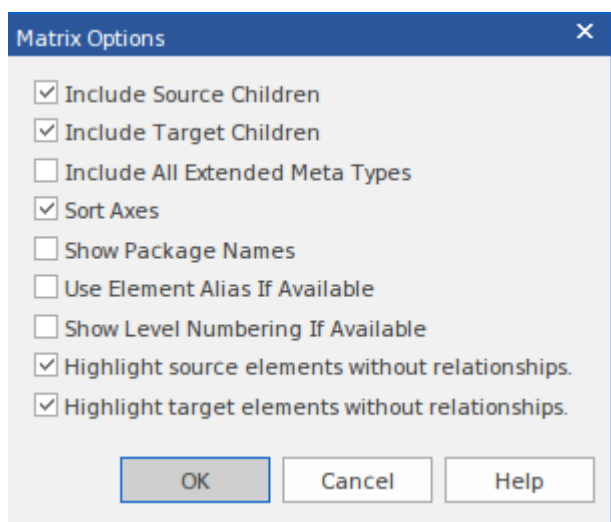 Matrix Options
Include Source Children
Include Target Children
Include All Extended Meta Types
Sort Axes
Show Package Names
Use Element Alias If Available
Show Level Numbering If Available
Highlight source elements without relationships.
Highlight target elements without relationships.
OK Cancel Help